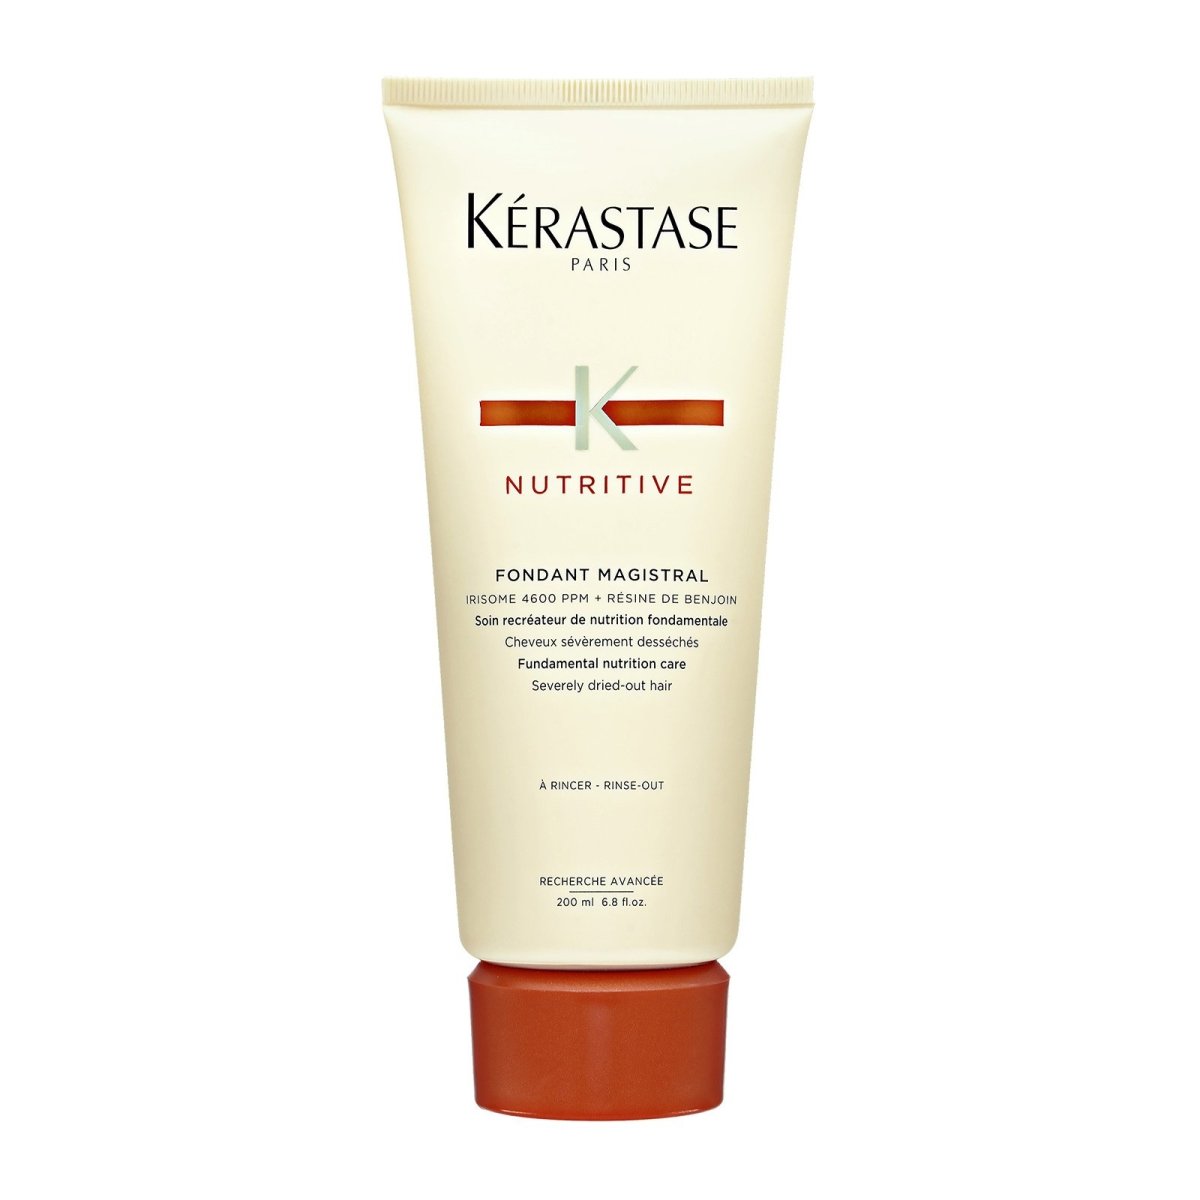 KÉRASTASE
PARIS
K
NUTRITIVE
FONDANT MAGISTRAL
IRISOME 4600 PPM + RÉSINE DE BENJOIN
Soin recréateur de nutrition fondamentale
Cheveux sévèrement desséchés
Fundamental nutrition care
Severely dried-out hair
À RINCER - RINSE-OUT
RECHERCHE AVANCÉE
200 ml 6.8 fl.oz.